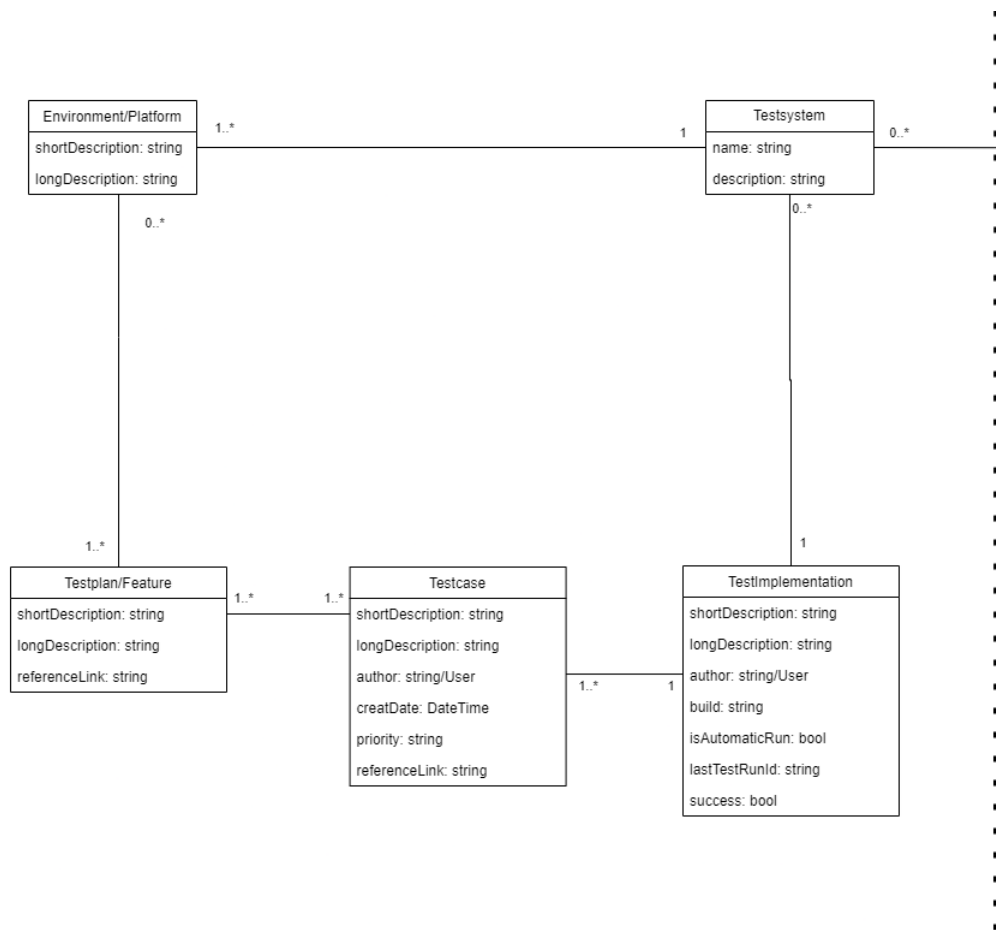 Environment/Platform
shortDescription: string
longDescription: string
1..*
1
Testsystem
name: string
description: string
0..*
0..*
0..*
1..*
1
Testplan/Feature
shortDescription: string
longDescription: string
referenceLink: string
1..*
1..*
Testcase
shortDescription: string
longDescription: string
author: string/User
creatDate: DateTime
priority: string
referenceLink: string
1..*
1
TestImplementation
shortDescription: string
longDescription: string
author: string/User
build: string
isAutomaticRun: bool
lastTestRunId: string
success: bool